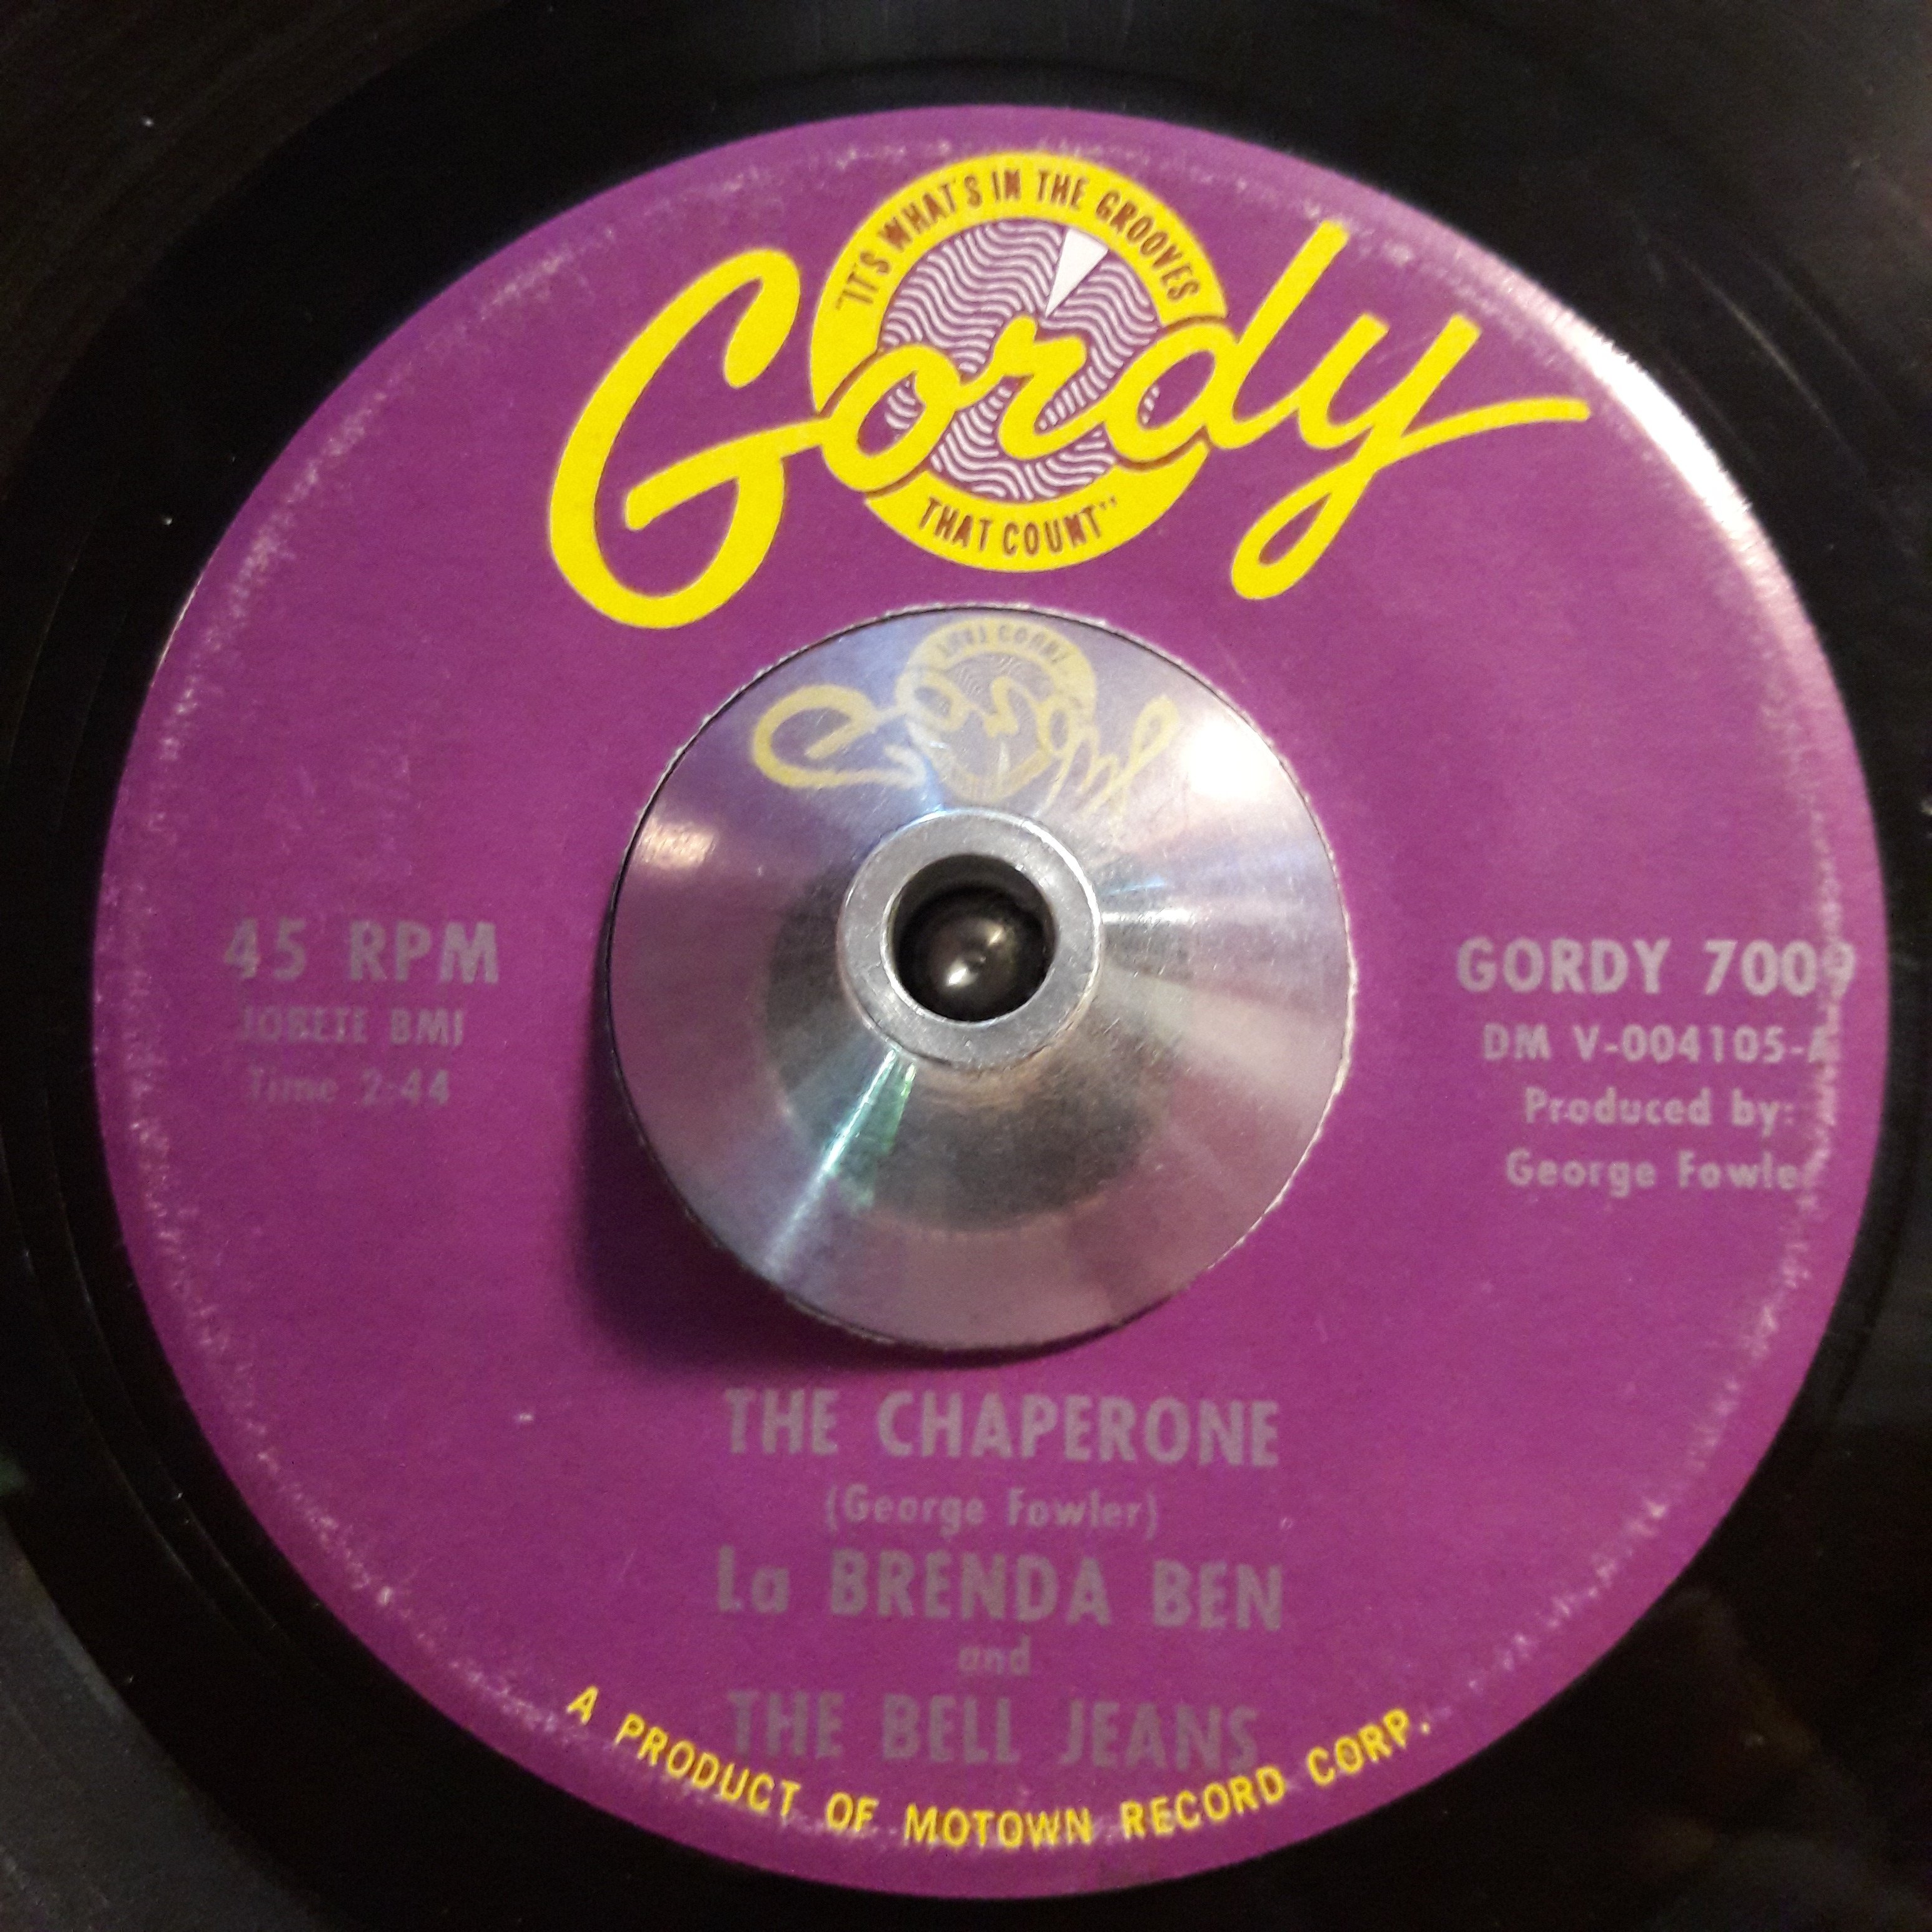 "IT'S WHAT'S IN THE GROOVES
Gordy
THAT COUNT"
45 RPM
JOBETE BMI
Time 2:44
GORDY 7009
DM V-004105-A
Produced by:
George Fowle
THE CHAPERONE
(George Fowler)
La BRENDA BEN
and
THE BELL JEANS
A PRODUCT OF MOTOWN RECORD CORP.